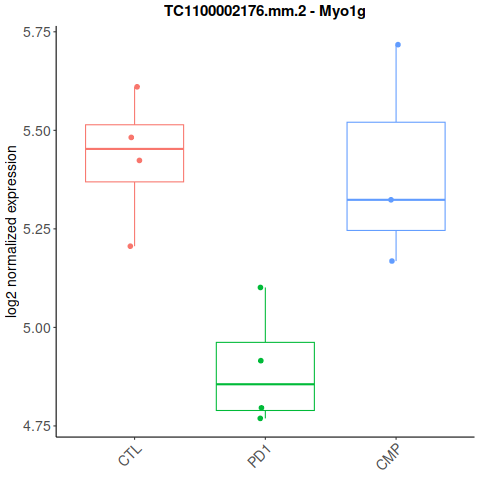 TC1100002176.mm.2 - Myo1g
log2 normalized expression
5.75
5.50
5.25
5.00
4.75
CTL
PD1
CMP